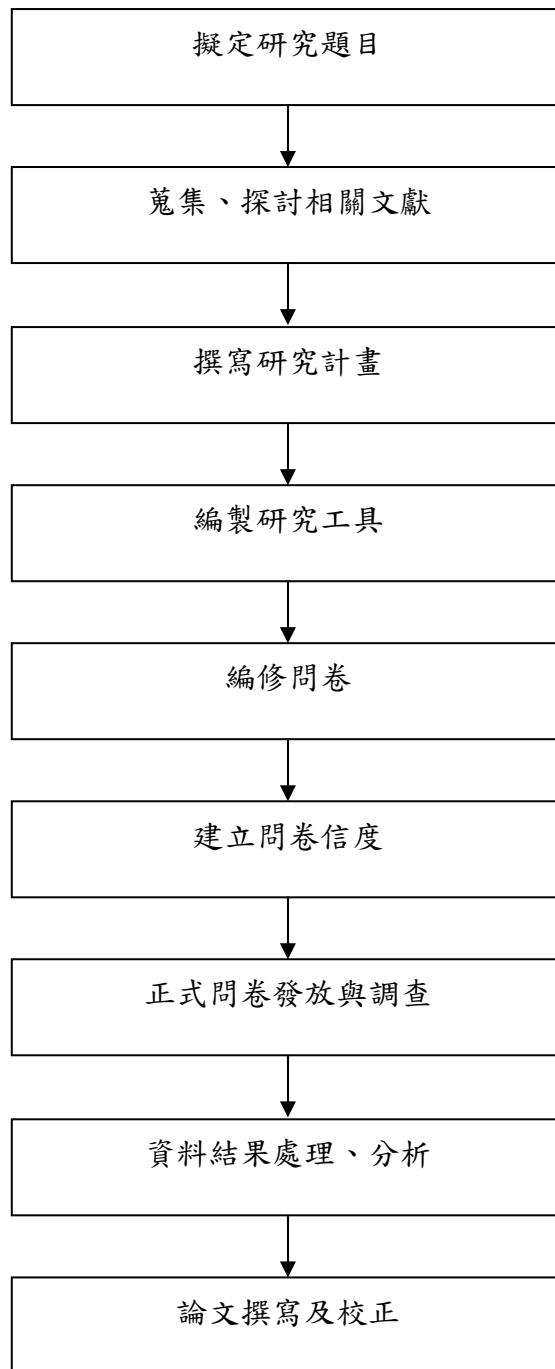 擬定研究題目
蒐集、探討相關文獻
撰寫研究計畫
編製研究工具
編修問卷
建立問卷信度
正式問卷發放與調查
資料結果處理、分析
論文撰寫及校正